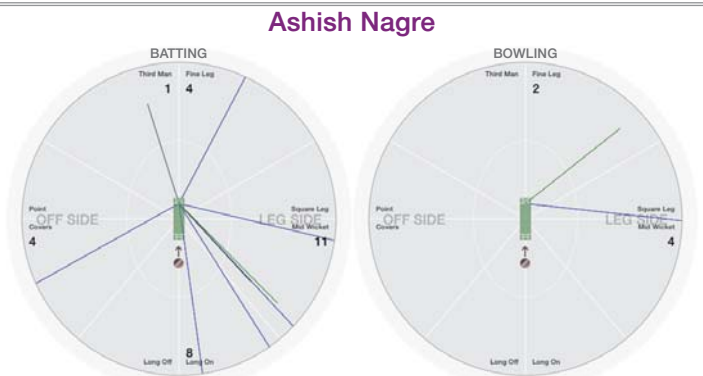 Ashish Nagre
BATTING
Third Man Fine Leg
1 4
Point
OFF SIDE
Covers
4
Square Leg
LEG SIDE
Mid Wicket
11
8
Long Off Long On
BOWLING
Third Man Fine Leg
2
Point
OFF SIDE
Covers
Square Leg
LEG SIDE
Mid Wicket
4
Long Off Long On